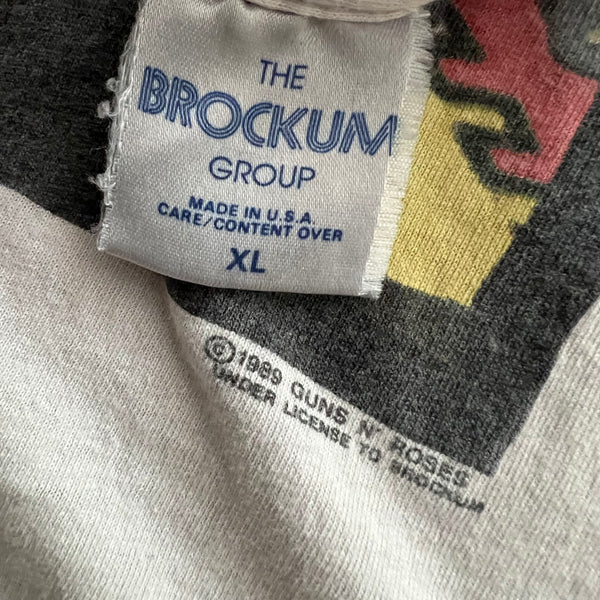 THE
BROCKUM
GROUP
MADE IN U.S.A.
CARE/CONTENT OVER
XL
©1989 GUNS N' ROSES
UNDER LICENSE TO BROCKUM